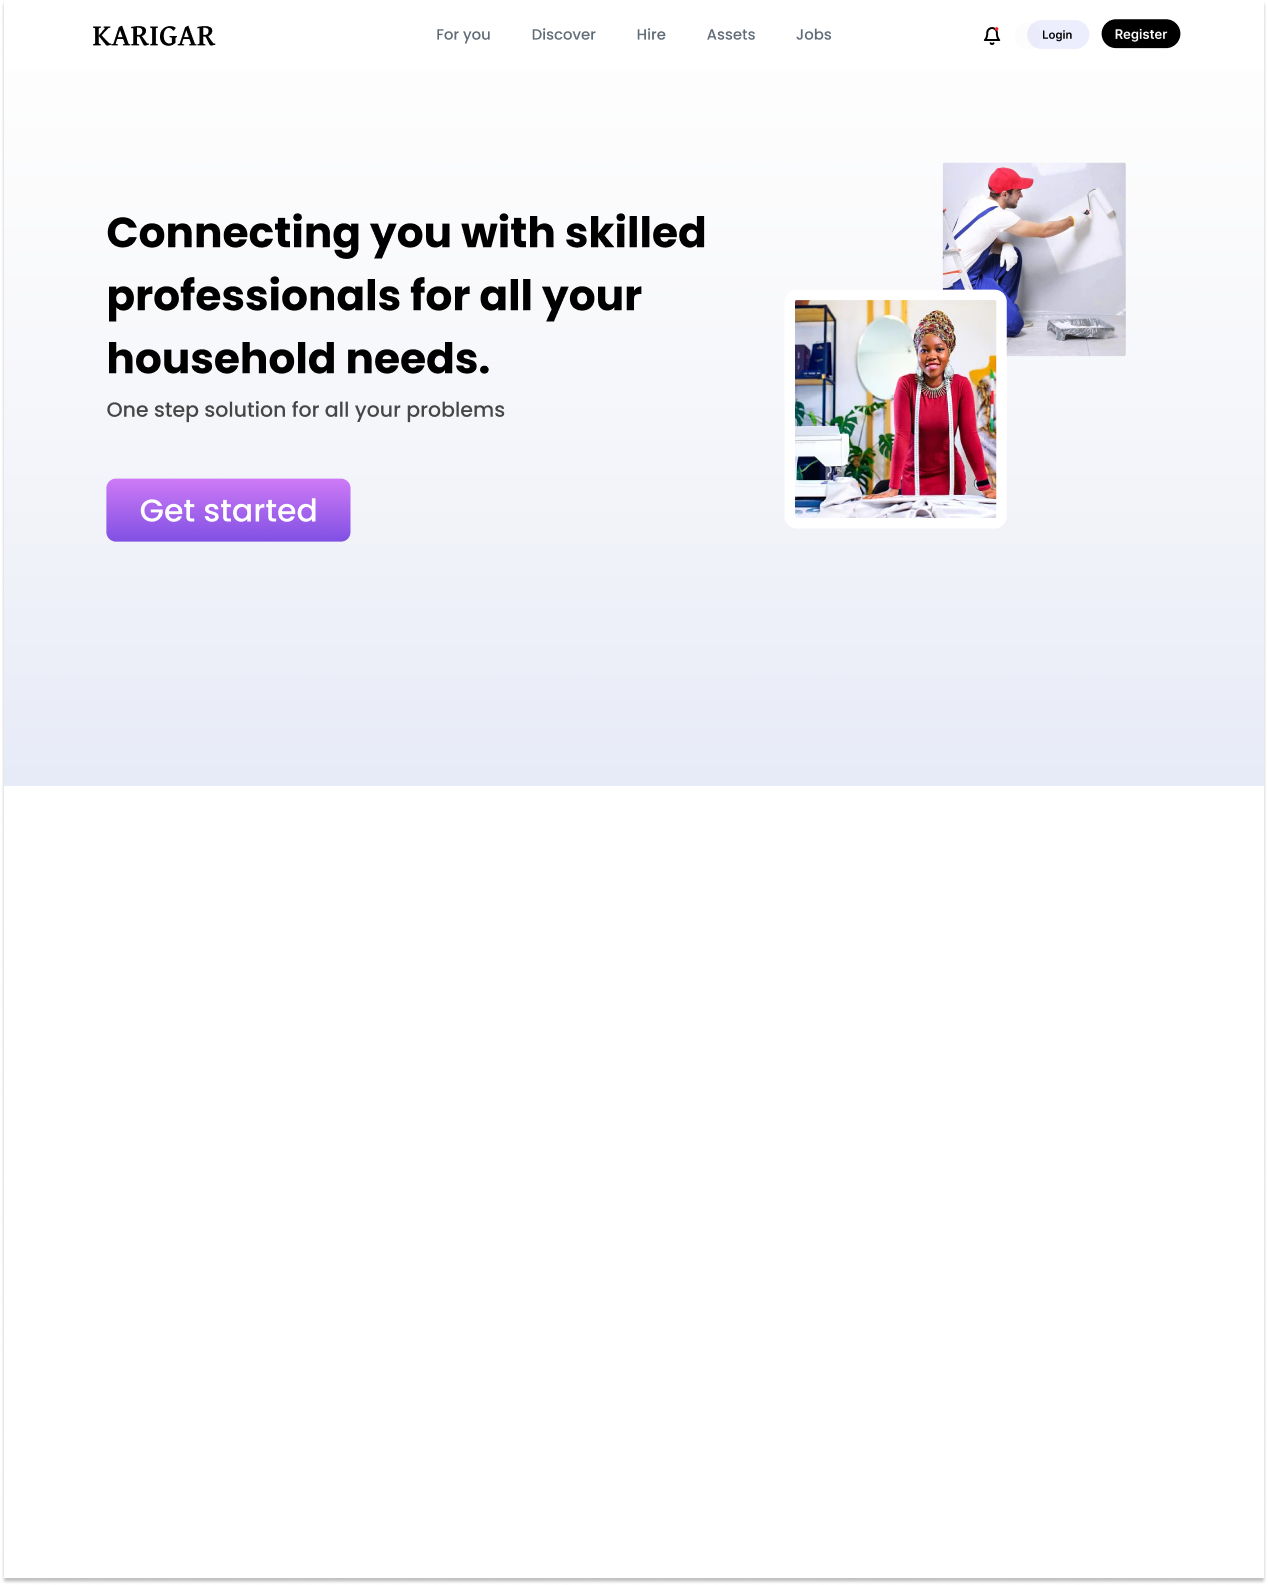 KARIGAR
For you Discover Hire Assets Jobs
Login Register
Connecting you with skilled
professionals for all your
household needs.
One step solution for all your problems
Get started